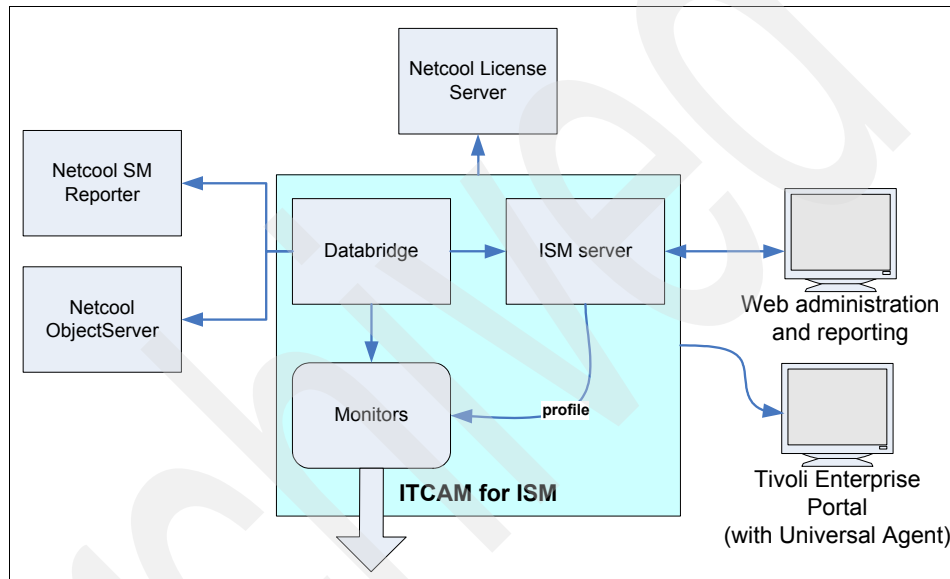 Netcool License
Server
Netcool SM
Reporter
Databridge
ISM server
Netcool
ObjectServer
Web administration
and reporting
Monitors
profile
ITCAM for ISM
Tivoli Enterprise
Portal
(with Universal Agent)